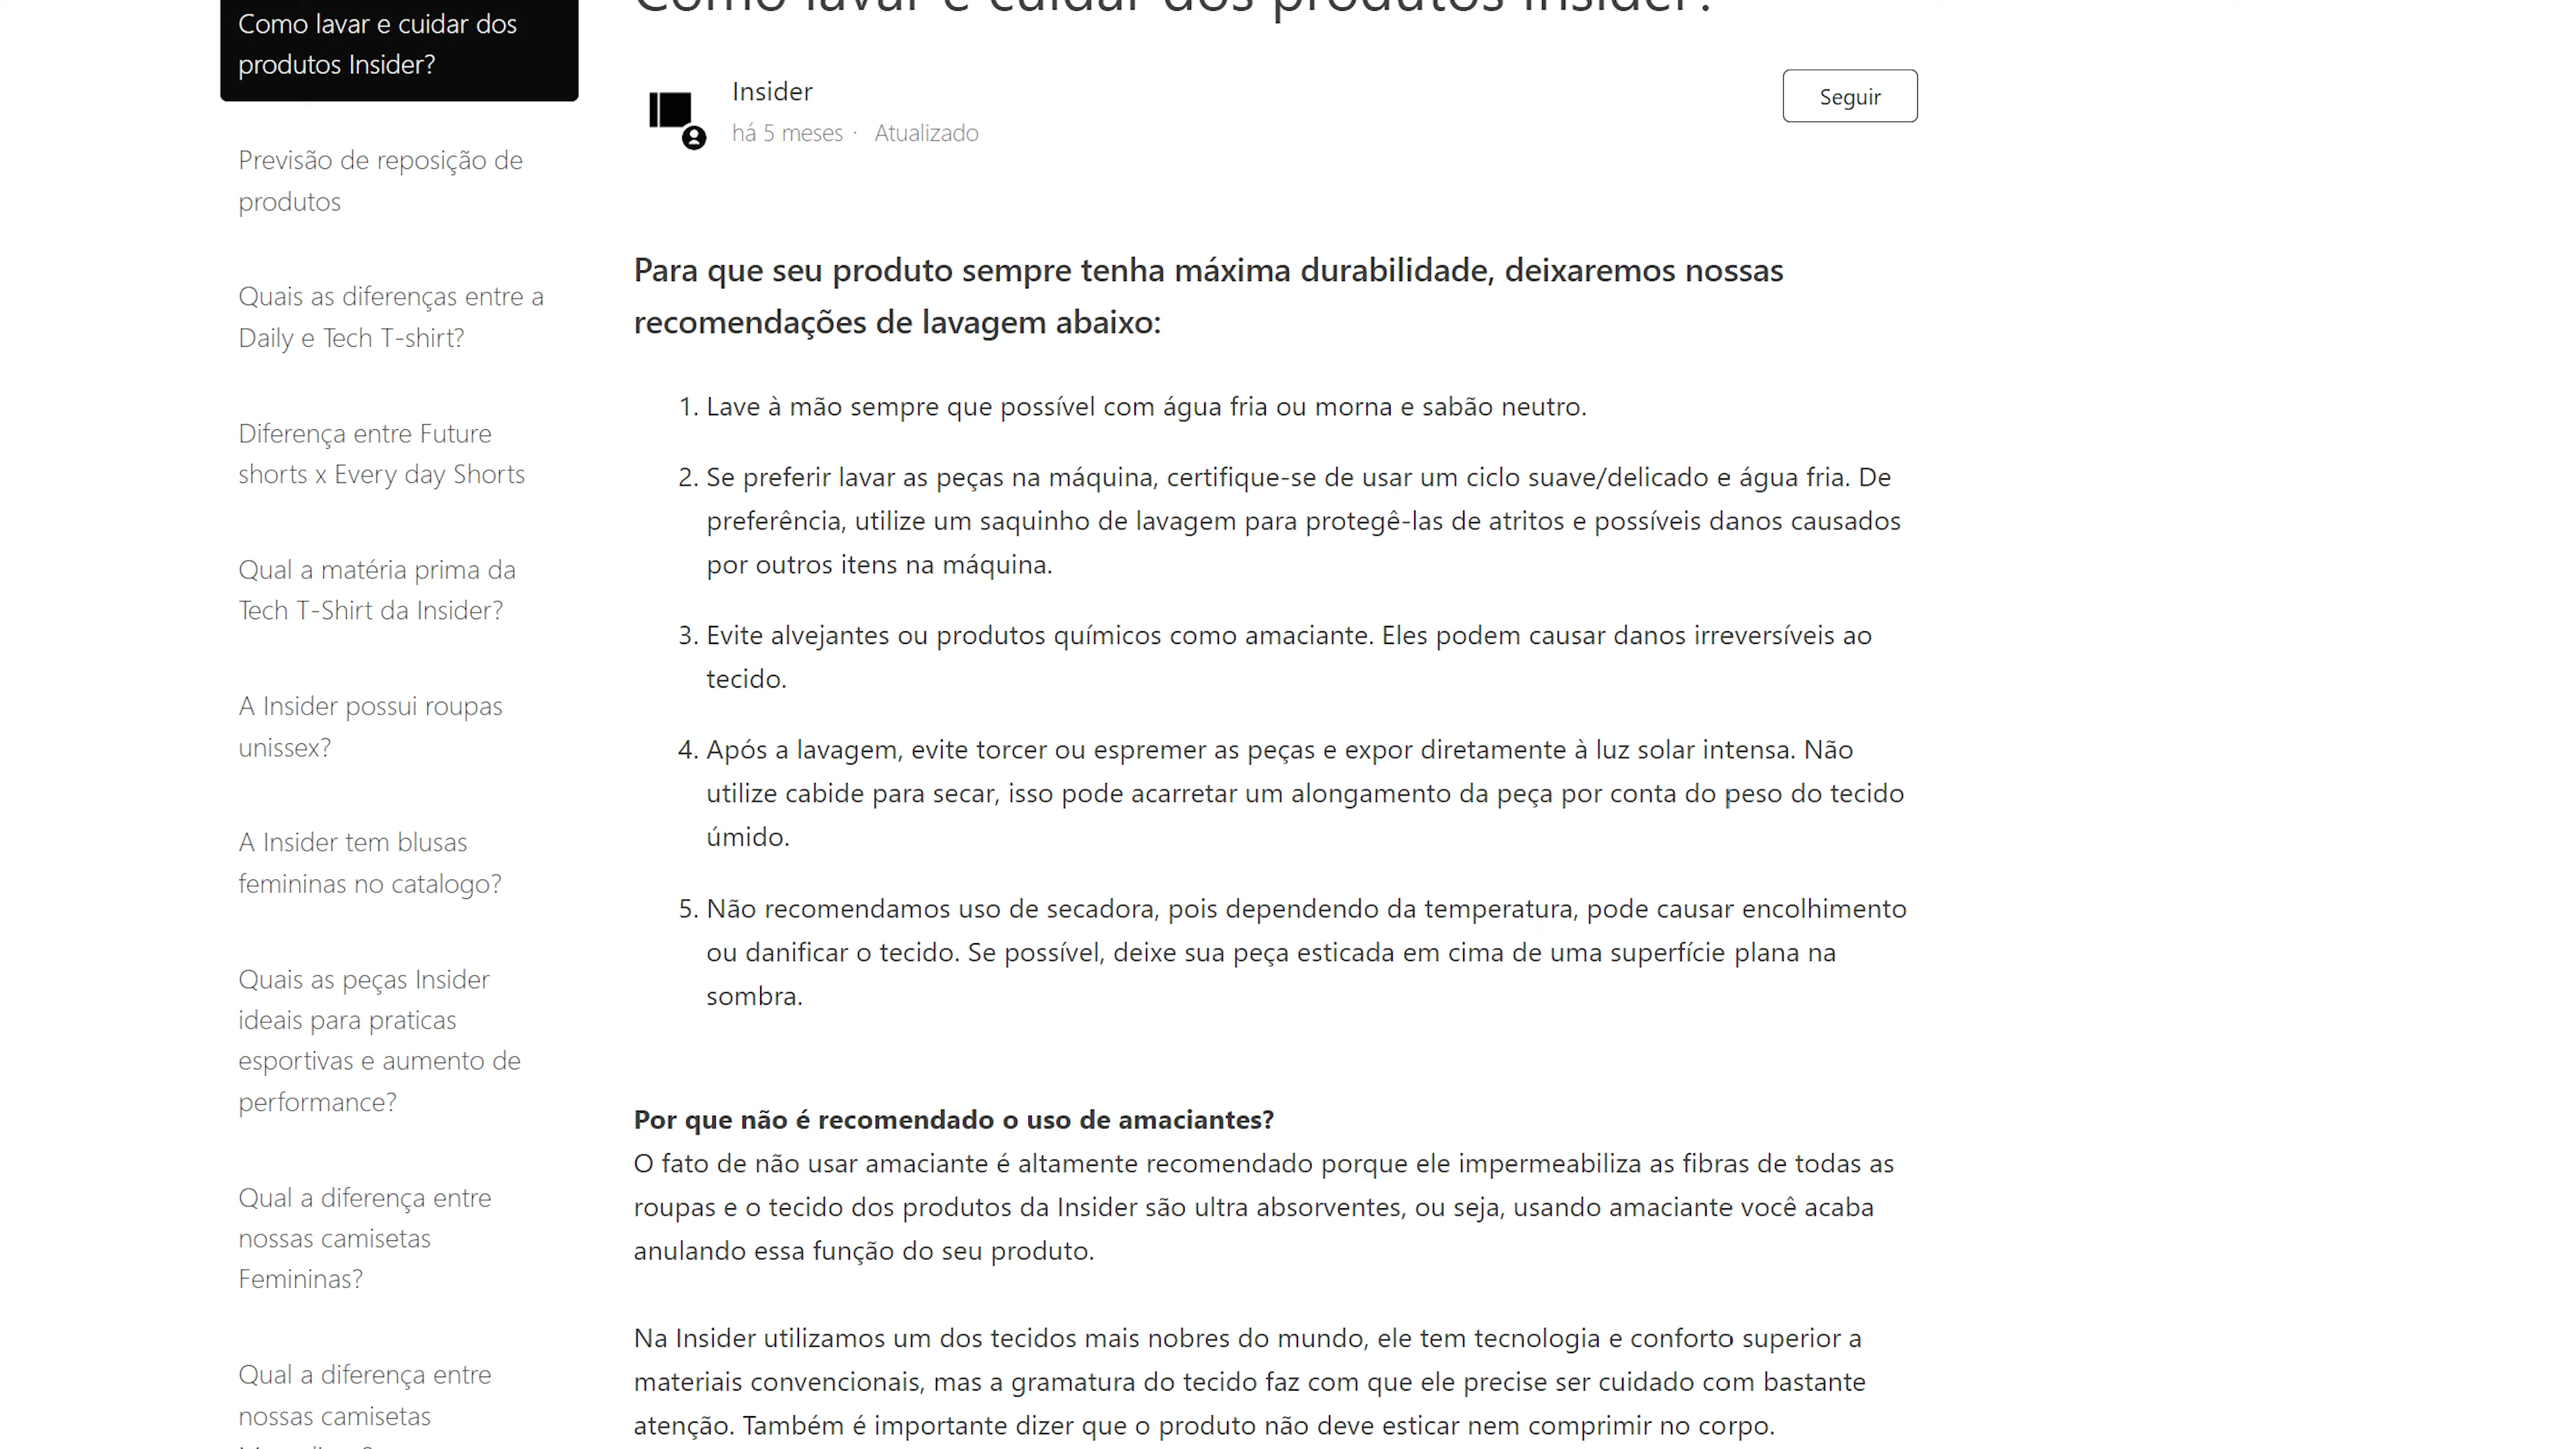 Como lavar e cuidar dos
produtos Insider?
Previsão de reposição de
produtos
Quais as diferenças entre a
Daily e Tech T-shirt?
Diferença entre Future
shorts x Every day Shorts
Qual a matéria prima da
Tech T-Shirt da Insider?
A Insider possui roupas
unissex?
A Insider tem blusas
femininas no catalogo?
Quais as peças Insider
ideais para praticas
esportivas e aumento de
performance?
Qual a diferença entre
nossas camisetas
Femininas?
Qual a diferença entre
nossas camisetas
Como lavar e cuidar dos produtos Insider?
Insider
há 5 meses · Atualizado
Seguir
Para que seu produto sempre tenha máxima durabilidade, deixaremos nossas
recomendações de lavagem abaixo:
1. Lave à mão sempre que possível com água fria ou morna e sabão neutro.
2. Se preferir lavar as peças na máquina, certifique-se de usar um ciclo suave/delicado e água fria. De
preferência, utilize um saquinho de lavagem para protegê-las de atritos e possíveis danos causados
por outros itens na máquina.
3. Evite alvejantes ou produtos químicos como amaciante. Eles podem causar danos irreversíveis ao
tecido.
4. Após a lavagem, evite torcer ou espremer as peças e expor diretamente à luz solar intensa. Não
utilize cabide para secar, isso pode acarretar um alongamento da peça por conta do peso do tecido
úmido.
5. Não recomendamos uso de secadora, pois dependendo da temperatura, pode causar encolhimento
ou danificar o tecido. Se possível, deixe sua peça esticada em cima de uma superfície plana na
sombra.
Por que não é recomendado o uso de amaciantes?
O fato de não usar amaciante é altamente recomendado porque ele impermeabiliza as fibras de todas as
roupas e o tecido dos produtos da Insider são ultra absorventes, ou seja, usando amaciante você acaba
anulando essa função do seu produto.
Na Insider utilizamos um dos tecidos mais nobres do mundo, ele tem tecnologia e conforto superior a
materiais convencionais, mas a gramatura do tecido faz com que ele precise ser cuidado com bastante
atenção. Também é importante dizer que o produto não deve esticar nem comprimir no corpo.